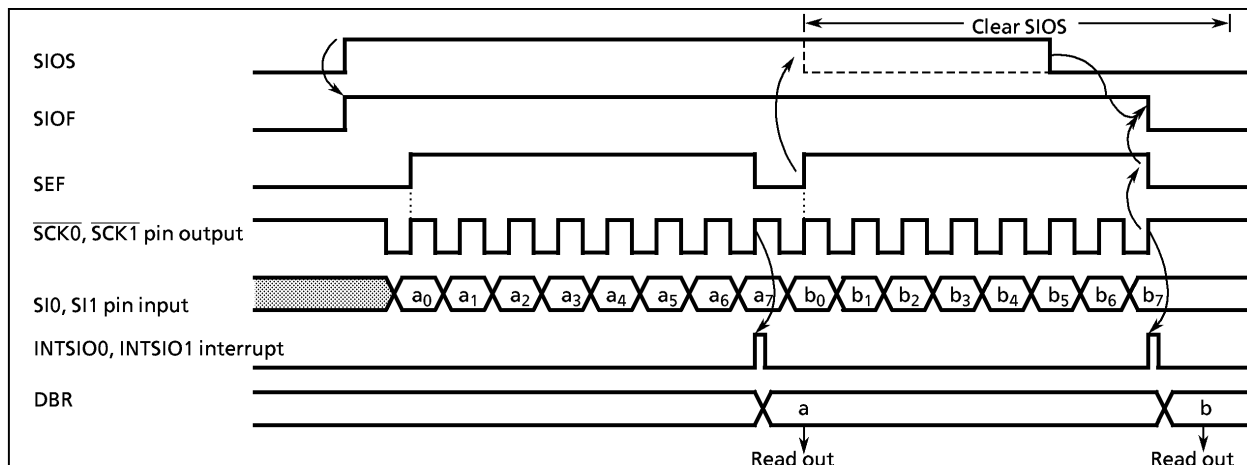 Clear SIOS
SIOS
SIOF
SEF
SCK0, SCK1 pin output
SI0, SI1 pin input
a0 a1 a2 a3 a4 a5 a6 a7 b0 b1 b2 b3 b4 b5 b6 b7
INTSIO0, INTSIO1 interrupt
DBR
a b
Read out Read out